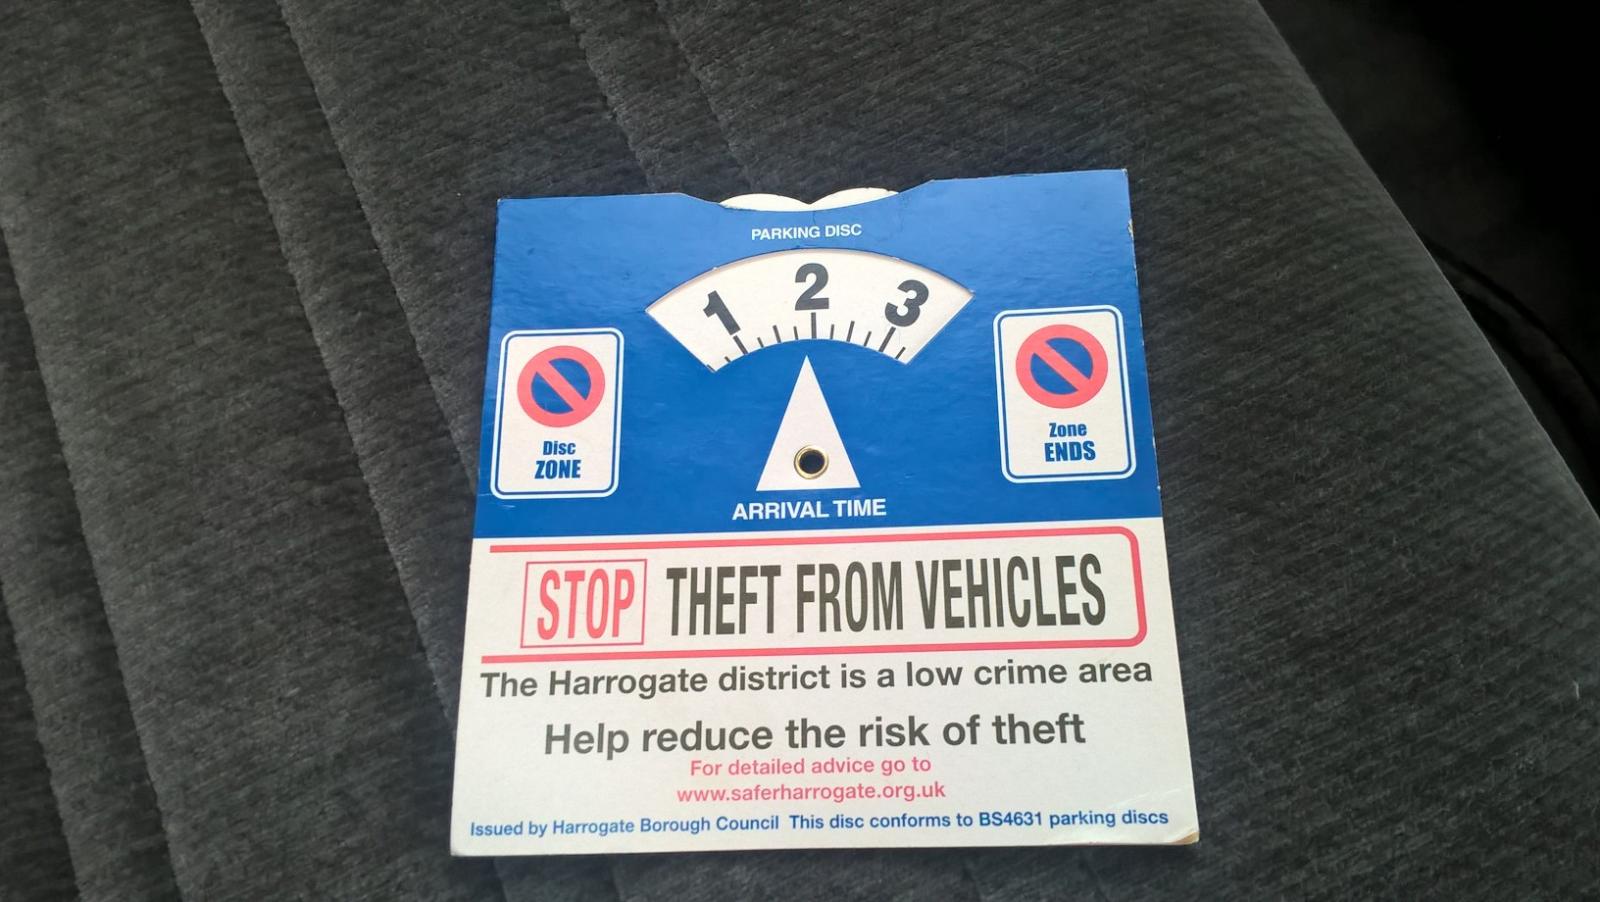 PARKING DISC
1 2 3
Disc
ZONE
Zone
ENDS
ARRIVAL TIME
STOP THEFT FROM VEHICLES
The Harrogate district is a low crime area
Help reduce the risk of theft
For detailed advice go to
www.saferharrogate.org.uk
Issued by Harrogate Borough Council This disc conforms to BS4631 parking discs